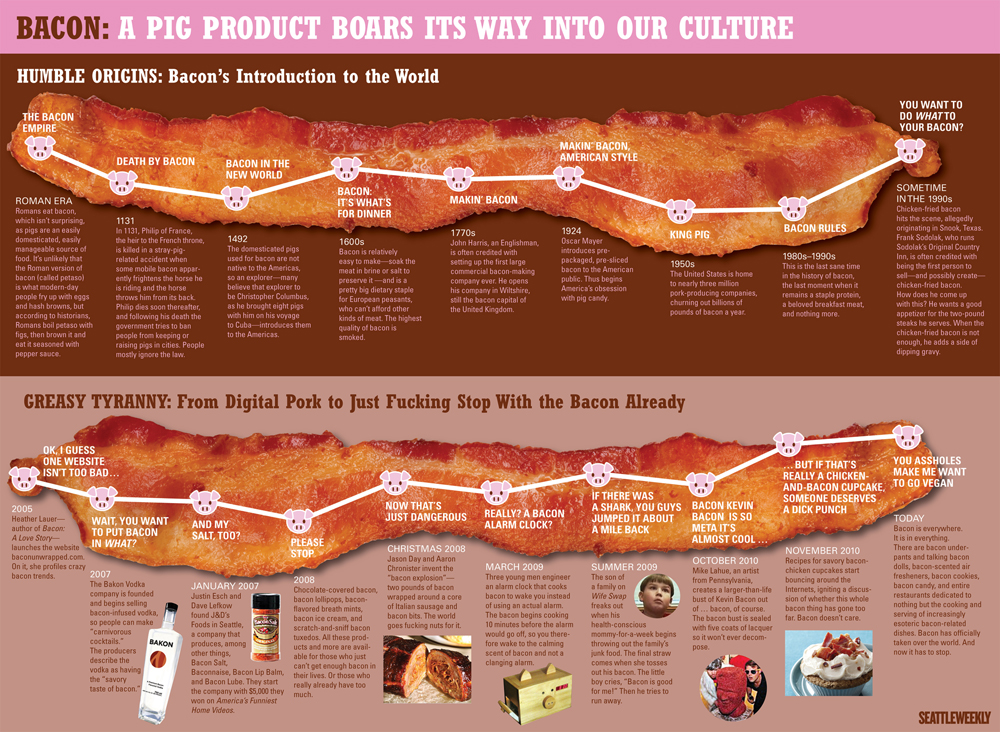 BACON: A PIG PRODUCT BOARS ITS WAY INTO OUR CULTURE
HUMBLE ORIGINS: Bacon's Introduction to the World
THE BACON
EMPIRE
ROMAN ERA
Romans eat bacon,
which isn't surprising,
as pigs are an easily
domesticated, easily
manageable source of
food. It's unlikely that
the Roman version of
bacon (called petaso)
is what modern-day
people fry up with eggs
and hash browns, but
according to historians,
Romans boil petaso with
figs, then brown it and
eat it seasoned with
pepper sauce.
DEATH BY BACON
1131
In 1131, Philip of France,
the heir to the French throne,
is killed in a stray-pig-
related accident when
some mobile bacon appar-
ently frightens the horse he
is riding and the horse
throws him from its back.
Philip dies soon thereafter,
and following his death the
government tries to ban
people from keeping or
raising pigs in cities. People
mostly ignore the law.
BACON IN THE
NEW WORLD
1492
The domesticated pigs
used for bacon are not
native to the Americas,
so an explorer—many
believe that explorer to
be Christopher Columbus,
as he brought eight pigs
with him on his voyage
to Cuba—introduces them
to the Americas.
BACON:
IT'S WHAT'S
FOR DINNER
1600s
Bacon is relatively
easy to make—soak the
meat in brine or salt to
preserve it —and is a
pretty big dietary staple
for European peasants,
who can't afford other
kinds of meat. The highest
quality of bacon is
smoked.
MAKIN' BACON
1770s
John Harris, an Englishman,
is often credited with
setting up the first large
commercial bacon-making
company ever. He opens
his company in Wiltshire,
still the bacon capital of
the United Kingdom.
MAKIN' BACON,
AMERICAN STYLE
1924
Oscar Mayer
introduces pre-
packaged, pre-sliced
bacon to the American
public. Thus begins
America's obsession
with pig candy.
KING PIG
1950s
The United States is home
to nearly three million
pork-producing companies,
churning out billions of
pounds of bacon a year.
BACON RULES
1980s–1990s
This is the last sane time
in the history of bacon,
the last moment when it
remains a staple protein,
a beloved breakfast meat,
and nothing more.
YOU WANT TO
DO WHAT TO
YOUR BACON?
SOMETIME
IN THE 1990s
Chicken-fried bacon
hits the scene, allegedly
originating in Snook, Texas.
Frank Sodolak, who runs
Sodolak's Original Country
Inn, is often credited with
being the first person to
sell—and possibly create—
chicken-fried bacon.
How does he come up
with this? He wants a good
appetizer for the two-pound
steaks he serves. When the
chicken-fried bacon is not
enough, he adds a side of
dipping gravy.
GREASY TYRANNY: From Digital Pork to Just Fucking Stop With the Bacon Already
OK, I GUESS
ONE WEBSITE
ISN'T TOO BAD...
2005
Heather Lauer—
author of Bacon:
A Love Story—
launches the website
baconunwrapped.com.
On it, she profiles crazy
bacon trends.
WAIT, YOU WANT
TO PUT BACON
IN WHAT?
2007
The Bakon Vodka
company is
founded and
begins selling
bacon-infused vodka,
so people can make
"carnivorous
cocktails."
The producers
describe the
vodka as having
the "savory
taste of bacon."
BAKON
AND MY
SALT, TOO?
JANUARY 2007
Justin Esch and
Dave Lefkow
found J&D's
Foods in Seattle,
a company that
produces, among
other things,
Bacon Salt,
Baconnaise, Bacon Lip Balm,
and Bacon Lube. They start
the company with $5,000 they
won on America's Funniest
Home Videos.
Bacon Salt
PLEASE
STOP.
2008
Chocolate-covered bacon,
bacon lollipops, bacon-
flavored breath mints,
bacon ice cream, and
scratch-and-sniff bacon
tuxedos. All these prod-
ucts and more are avail-
able for those who just
can't get enough bacon in
their lives. Or those who
really already have too
much.
NOW THAT'S
JUST DANGEROUS
CHRISTMAS 2008
Jason Day and Aaron
Chronister invent the
"bacon explosion"—
two pounds of bacon
wrapped around a core
of Italian sausage and
bacon bits. The world
goes fucking nuts for it.
REALLY? A BACON
ALARM CLOCK?
MARCH 2009
Three young men engineer
an alarm clock that cooks
bacon to wake you instead
of using an actual alarm.
The bacon begins cooking
10 minutes before the alarm
would go off, so you there-
fore wake to the calming
scent of bacon and not a
clanging alarm.
IF THERE WAS
A SHARK, YOU GUYS
JUMPED IT ABOUT
A MILE BACK
SUMMER 2009
The son of
a family on
Wife Swap
freaks out
when his
health-conscious
mommy-for-a-week begins
throwing out the family's
junk food. The final straw
comes when she tosses
out his bacon. The little
boy cries, "Bacon is good
for me!" Then he tries to
run away.
BACON KEVIN
BACON IS SO
META IT'S
ALMOST COOL ...
OCTOBER 2010
Mike Lahue, an artist
from Pennsylvania,
creates a larger-than-life
bust of Kevin Bacon out
of ... bacon, of course.
The bacon bust is sealed
with five coats of lacquer
so it won't ever decom-
pose.
...BUT IF THAT'S
REALLY A CHICKEN-
AND-BACON CUPCAKE,
SOMEONE DESERVES
A DICK PUNCH
NOVEMBER 2010
Recipes for savory bacon-
chicken cupcakes start
bouncing around the
Internets, igniting a discus-
sion of whether this whole
bacon thing has gone too
far. Bacon doesn't care.
YOU ASSHOLES
MAKE ME WANT
TO GO VEGAN
TODAY
Bacon is everywhere.
It is in everything.
There are bacon under-
pants and talking bacon
dolls, bacon-scented air
fresheners, bacon cookies,
bacon candy, and entire
restaurants dedicated to
nothing but the cooking and
serving of increasingly
esoteric bacon-related
dishes. Bacon has officially
taken over the world. And
now it has to stop.
SEATTLEWEEKLY